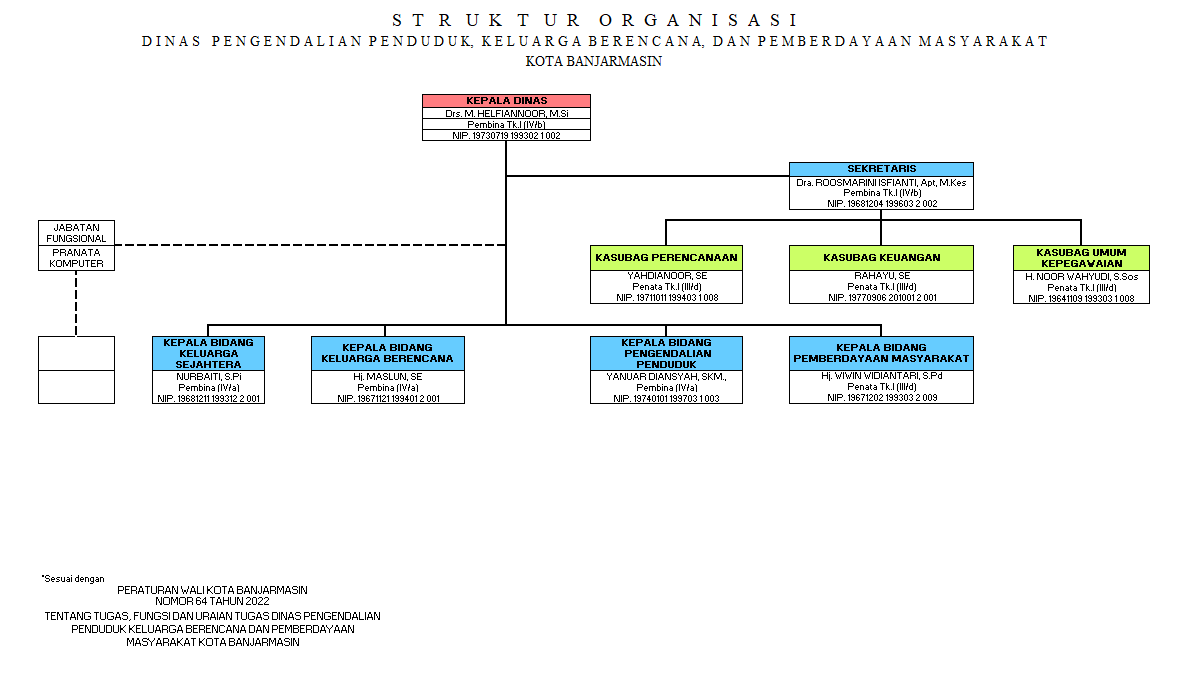 STRUKTUR ORGANISASI
DINAS PENGENDALIAN PENDUDUK, KELUARGA BERENCANA, DAN PEMBERDAYAAN MASYARAKAT
KOTA BANJARMASIN
KEPALA DINAS
Drs. M. HELFIANNOOR, M.Si
Pembina Tk.I (IV/b)
NIP. 19730719 199302 1 002
SEKRETARIS
Dra. ROOSMARINI ISFIANTI, Apt, M.Kes
Pembina Tk.I (IV/b)
NIP. 19681204 199603 2 002
JABATAN
FUNGSIONAL
PRANATA
KOMPUTER
KASUBAG PERENCANAAN
YAHDIANOOR, SE
Penata Tk.I (III/d)
NIP. 19711011 199403 1 008
KASUBAG KEUANGAN
RAHAYU, SE
Penata Tk.I (III/d)
NIP. 19770906 201001 2 001
KASUBAG UMUM
KEPEGAWAIAN
H. NOOR WAHYUDI, S.Sos
Penata Tk.I (III/d)
NIP. 19641109 199303 1 008
KEPALA BIDANG
KELUARGA
SEJAHTERA
NURBAITI, S.Pi
Pembina (IV/a)
NIP. 19681211 199312 2 001
KEPALA BIDANG
KELUARGA BERENCANA
Hj. MASLUN, SE
Pembina (IV/a)
NIP. 19671121 199401 2 001
KEPALA BIDANG
PENGENDALIAN
PENDUDUK
YANUAR DIANSYAH, SKM.,
Pembina (IV/a)
NIP. 19740101 199703 1 003
KEPALA BIDANG
PEMBERDAYAAN MASYARAKAT
Hj. WIWIN WIDIANTARI, S.Pd
Penata Tk.I (III/d)
NIP. 19671202 199303 2 009
*Sesuai dengan
PERATURAN WALI KOTA BANJARMASIN
NOMOR 64 TAHUN 2022
TENTANG TUGAS, FUNGSI DAN URAIAN TUGAS DINAS PENGENDALIAN
PENDUDUK KELUARGA BERENCANA DAN PEMBERDAYAAN
MASYARAKAT KOTA BANJARMASIN